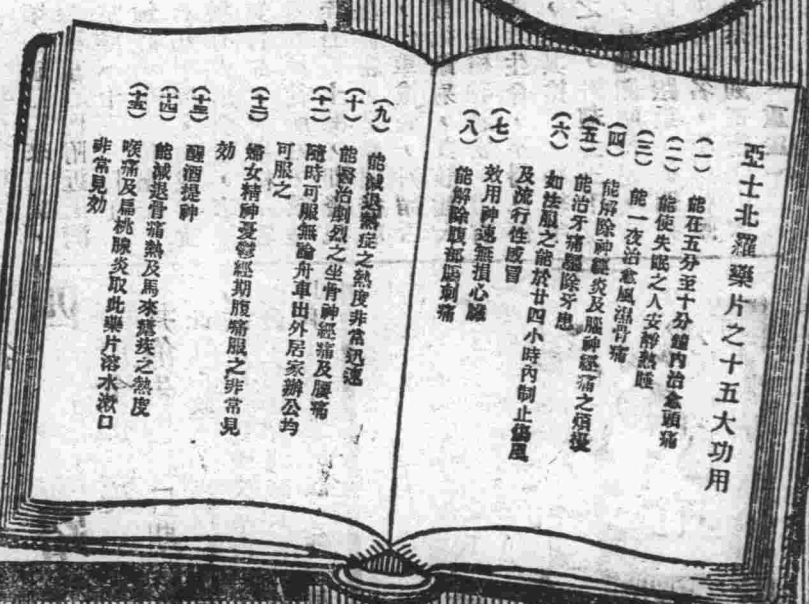 亞士北羅藥片之十五大功用
(一) 能在五分至十分鐘內治愈頭痛
(二) 能使失眠之人安靜熟睡
(三) 能一夜治愈風濕骨痛
(四) 能解除神經炎及腦神經痛之煩擾
(五) 能治牙痛驅除牙患
(六) 如法服之能於廿四小時內制止傷風
及流行性感冒
(七) 效用神速無損心臟
(八) 能解除腹部刺痛
(九) 能減退熱症之熱度非常迅速
(十) 能醫治劇烈之坐骨神經痛及腰痛
(十一) 隨時可服無論舟車出外居家辦公均
可服之
(十二) 婦女精神憂鬱經期腹痛服之非常見
効
(十三) 醒酒提神
(十四) 能減退骨痛熱及馬來瘧疾之熱度
(十五) 喉痛及扁桃腺炎取此藥片溶水漱口
非常見効